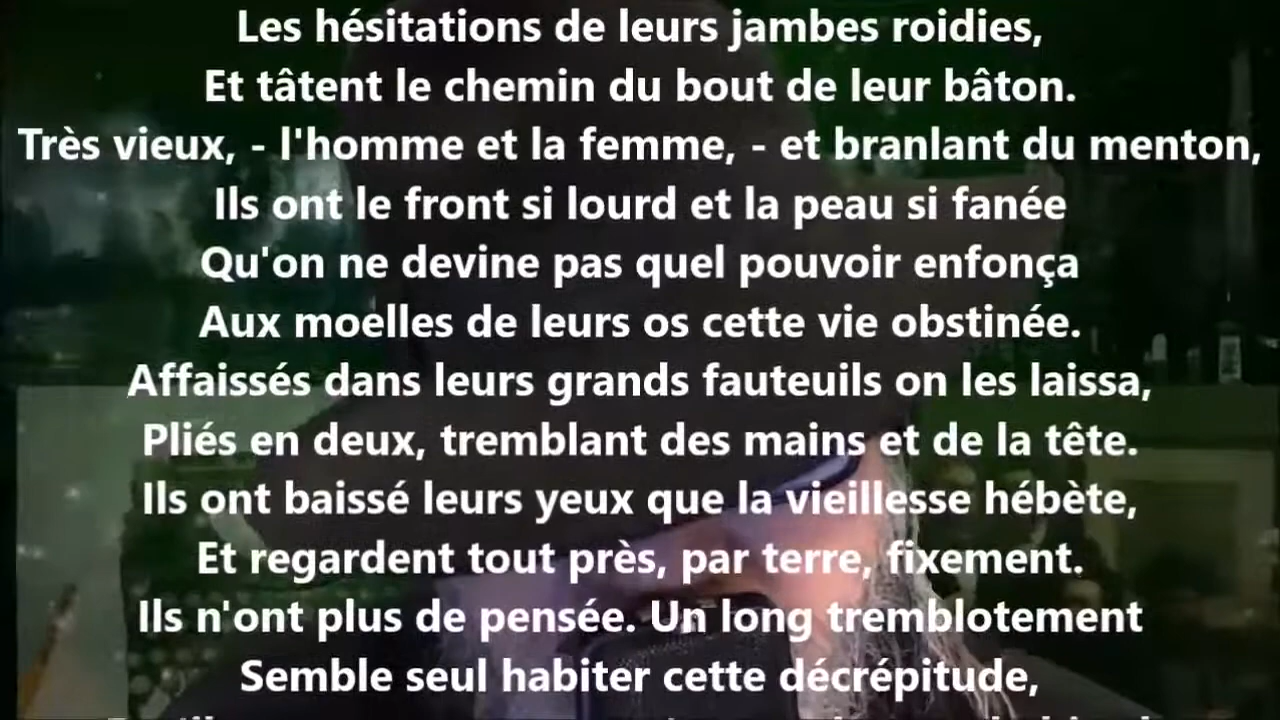 Les hésitations de leurs jambes roidies,
Et tâtent le chemin du bout de leur bâton.
Très vieux, - l'homme et la femme, - et branlant du menton,
Ils ont le front si lourd et la peau si fanée
Qu'on ne devine pas quel pouvoir enfonça
Aux moelles de leurs os cette vie obstinée.
Affaissés dans leurs grands fauteuils on les laissa,
Pliés en deux, tremblant des mains et de la tête.
Ils ont baissé leurs yeux que la vieillesse hébète,
Et regardent tout près, par terre, fixement.
Ils n'ont plus de pensée. Un long tremblotement
Semble seul habiter cette décrépitude,